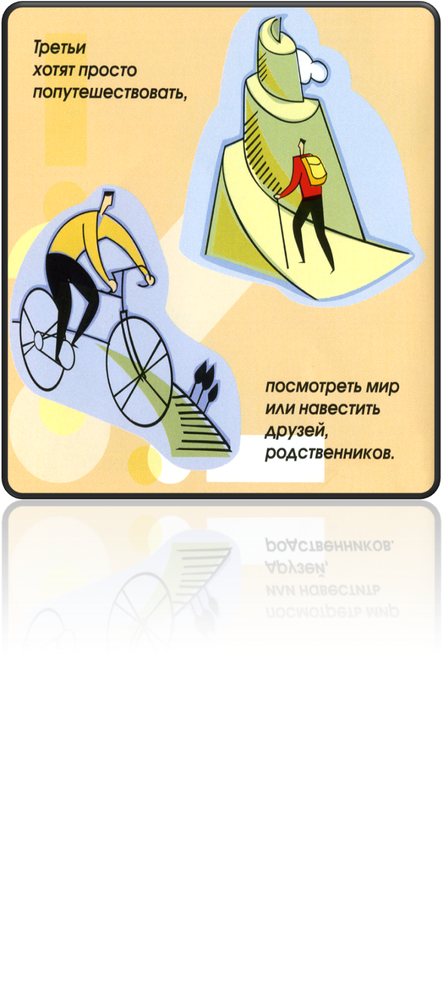 Третьи
хотят просто
попутешествовать,
посмотреть мир
или навестить
друзей,
родственников.